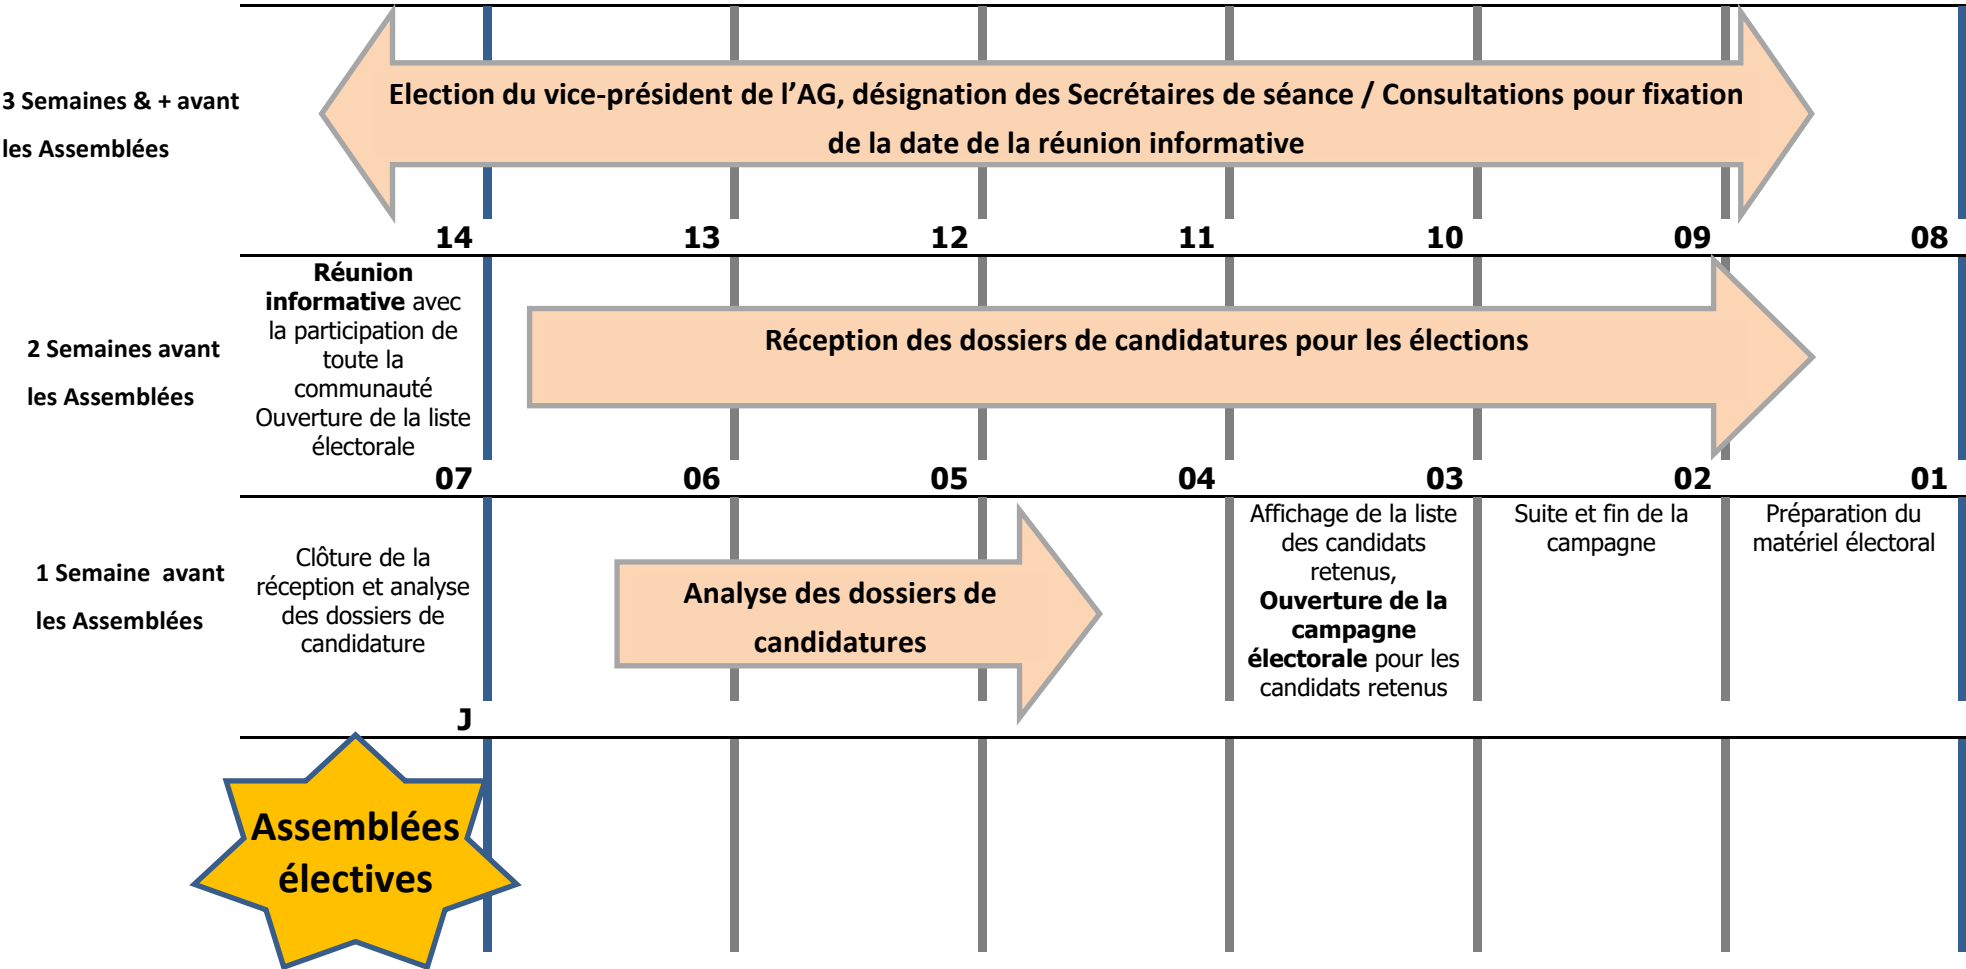 3 Semaines & + avant
les Assemblées
Election du vice-président de l’AG, désignation des Secrétaires de séance / Consultations pour fixation
de la date de la réunion informative
14 13 12 11 10 09 08
2 Semaines avant
les Assemblées
Réunion
informative avec
la participation de
toute la
communauté
Ouverture de la liste
électorale
Réception des dossiers de candidatures pour les élections
07 06 05 04 03 02 01
1 Semaine avant
les Assemblées
Clôture de la
réception et analyse
des dossiers de
candidature
Analyse des dossiers de
candidatures
Affichage de la liste
des candidats
retenus,
Ouverture de la
campagne
électorale pour les
candidats retenus
Suite et fin de la
campagne
Préparation du
matériel électoral
J
Assemblées
électives